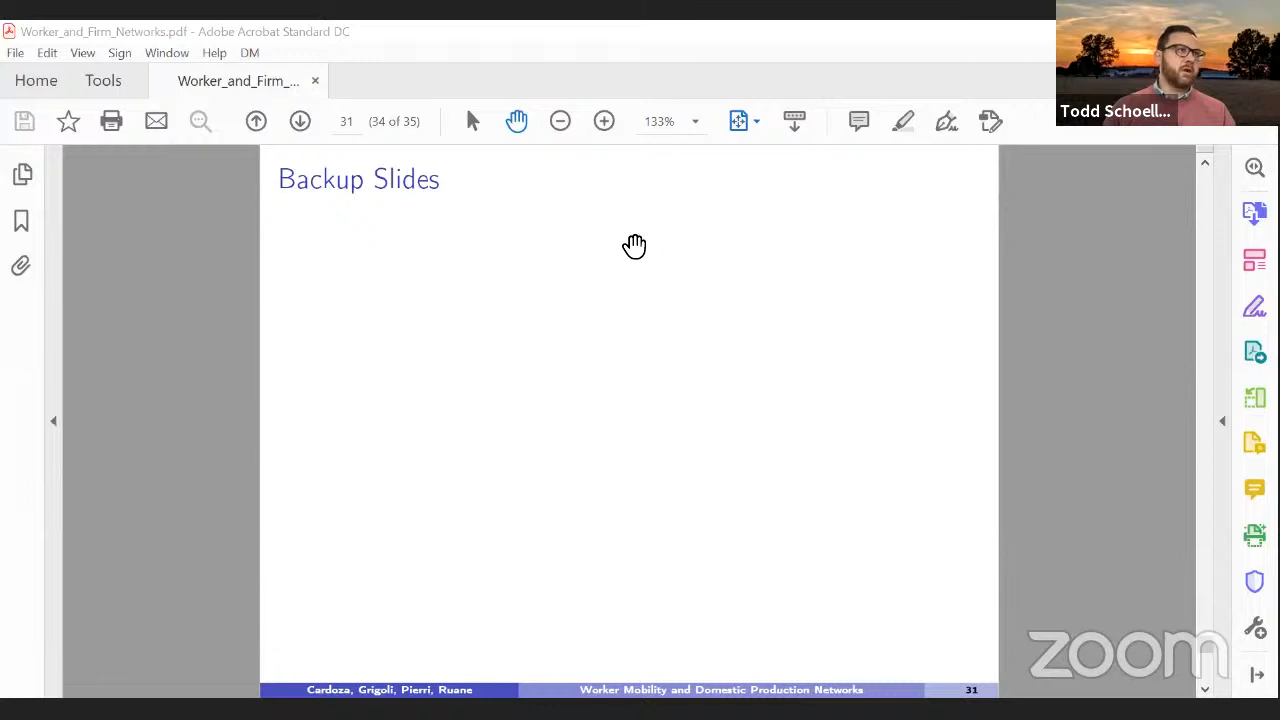 Worker_and_Firm_Networks.pdf - Adobe Acrobat Standard DC
File Edit View Window Sign Help DM
Home Tools Worker_and_Firm_... ×
31 (34 of 35) 133%
Todd Schoell...
Backup Slides
Cardoza, Grigoli, Pierri, Ruane Worker Mobility and Domestic Production Networks 31
zoom